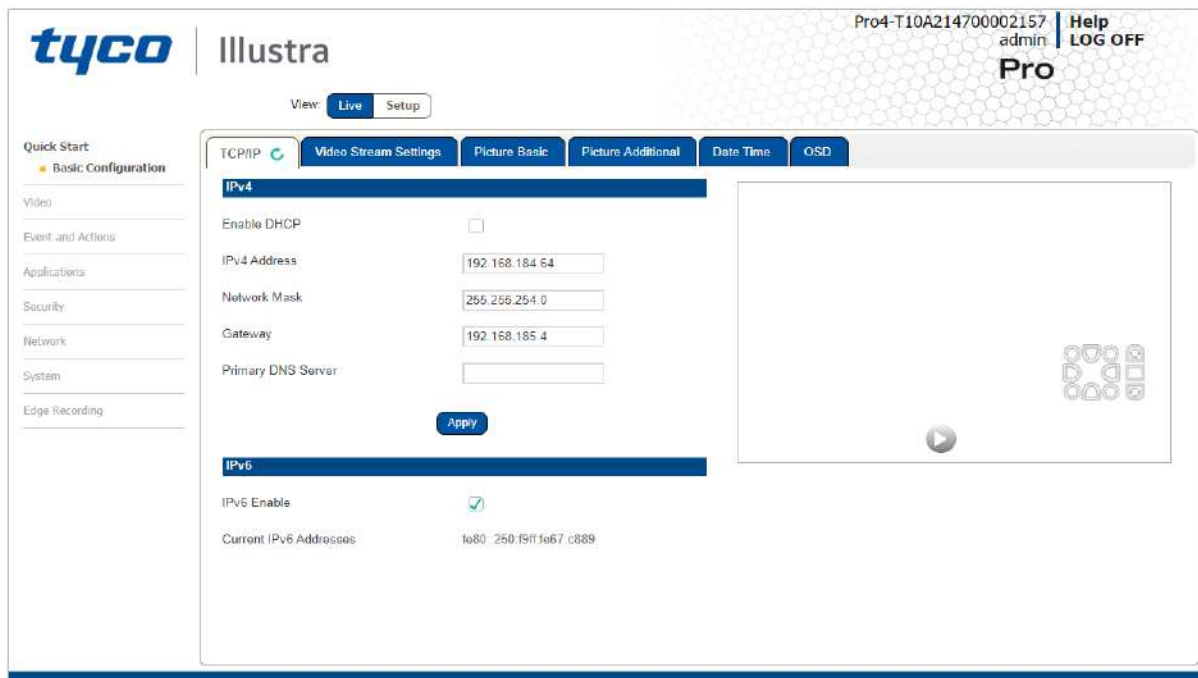 tyco
Illustra
Pro4-T10A214700002157
admin
Help
LOG OFF
Pro
View:
Live
Setup
Quick Start
Basic Configuration
Video
Event and Actions
Applications
Security
Network
System
Edge Recording
TCP/IP
Video Stream Settings
Picture Basic
Picture Additional
Date Time
OSD
IPv4
Enable DHCP
IPv4 Address
192.168.184.64
Network Mask
255.255.254.0
Gateway
192.168.185.4
Primary DNS Server
Apply
IPv6
IPv6 Enable
Current IPv6 Addresses
fe80::250:f9ff:fe67:c889